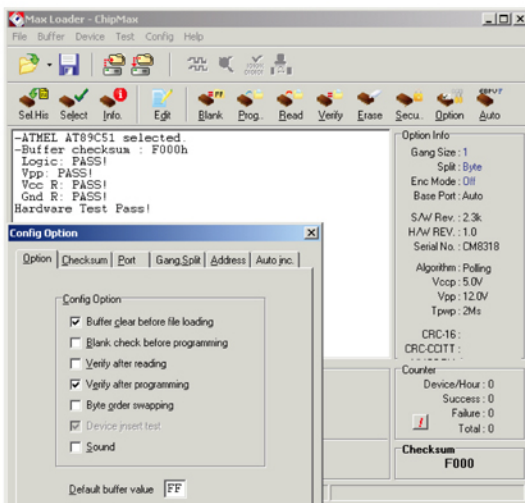 Max Loader - ChipMax
File Buffer Device Test Config Help
Sel.His Select Info. Edit Blank Prog.. Read Verify Erase Secu.. Option Auto
-ATMEL AT89C51 selected.
-Buffer checksum : F000h
Logic: PASS!
Vpp: PASS!
Vcc R: PASS!
Gnd R: PASS!
Hardware Test Pass!
Option Info
Gang Size : 1
Split : Byte
Enc Mode : Off
Base Port : Auto
S/W Rev. : 2.3k
H/W REV. : 1.0
Serial No. : CM8318
Algorithm : Polling
Vccp : 5.0V
Vpp : 12.0V
Tpwp : 2Ms
CRC-16 :
CRC-CCITT :
Counter
Device/Hour : 0
Success : 0
Failure : 0
Total : 0
Checksum
F000
Config Option
Option Checksum Port Gang,Split Address Auto jnc.
Config Option
Buffer clear before file loading
Blank check before programming
Verify after reading
Verify after programming
Byte order swapping
Device insert test
Sound
Default buffer value FF